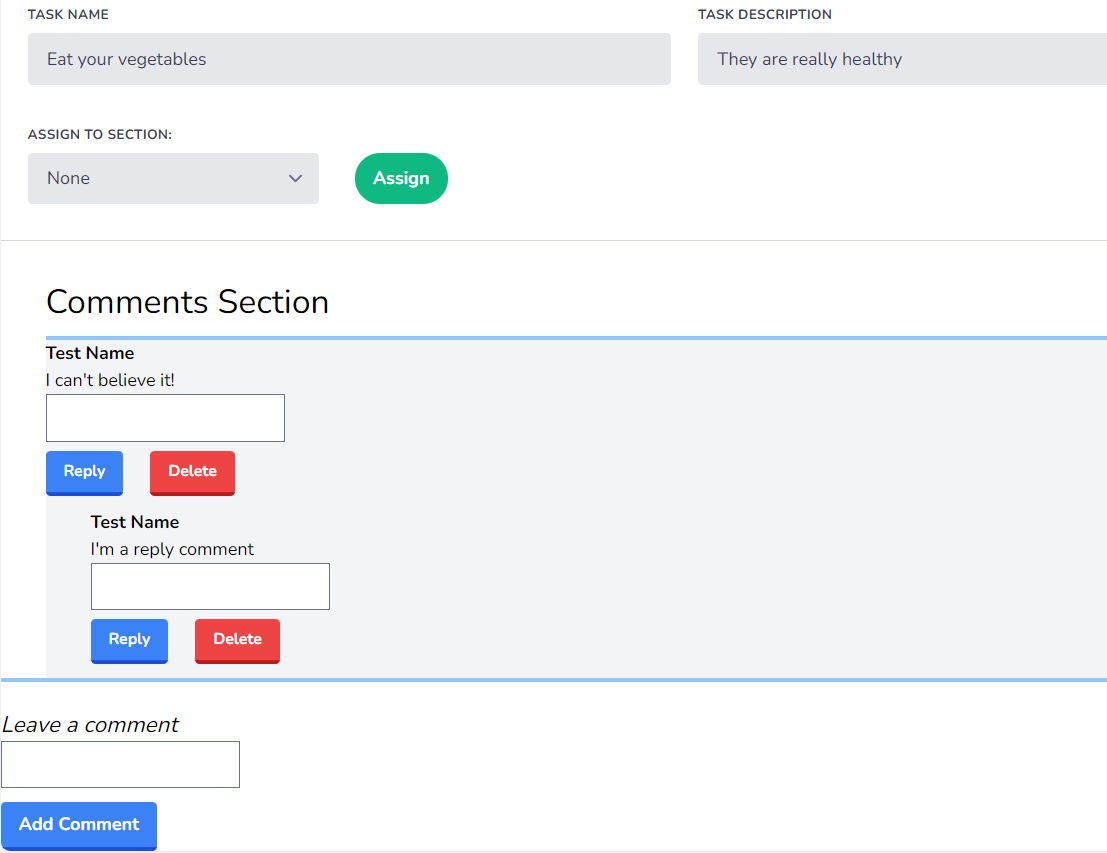 TASK NAME
TASK DESCRIPTION
Eat your vegetables
They are really healthy
ASSIGN TO SECTION:
None
Assign
Comments Section
Test Name
I can't believe it!
Reply
Delete
Test Name
I'm a reply comment
Reply
Delete
Leave a comment
Add Comment